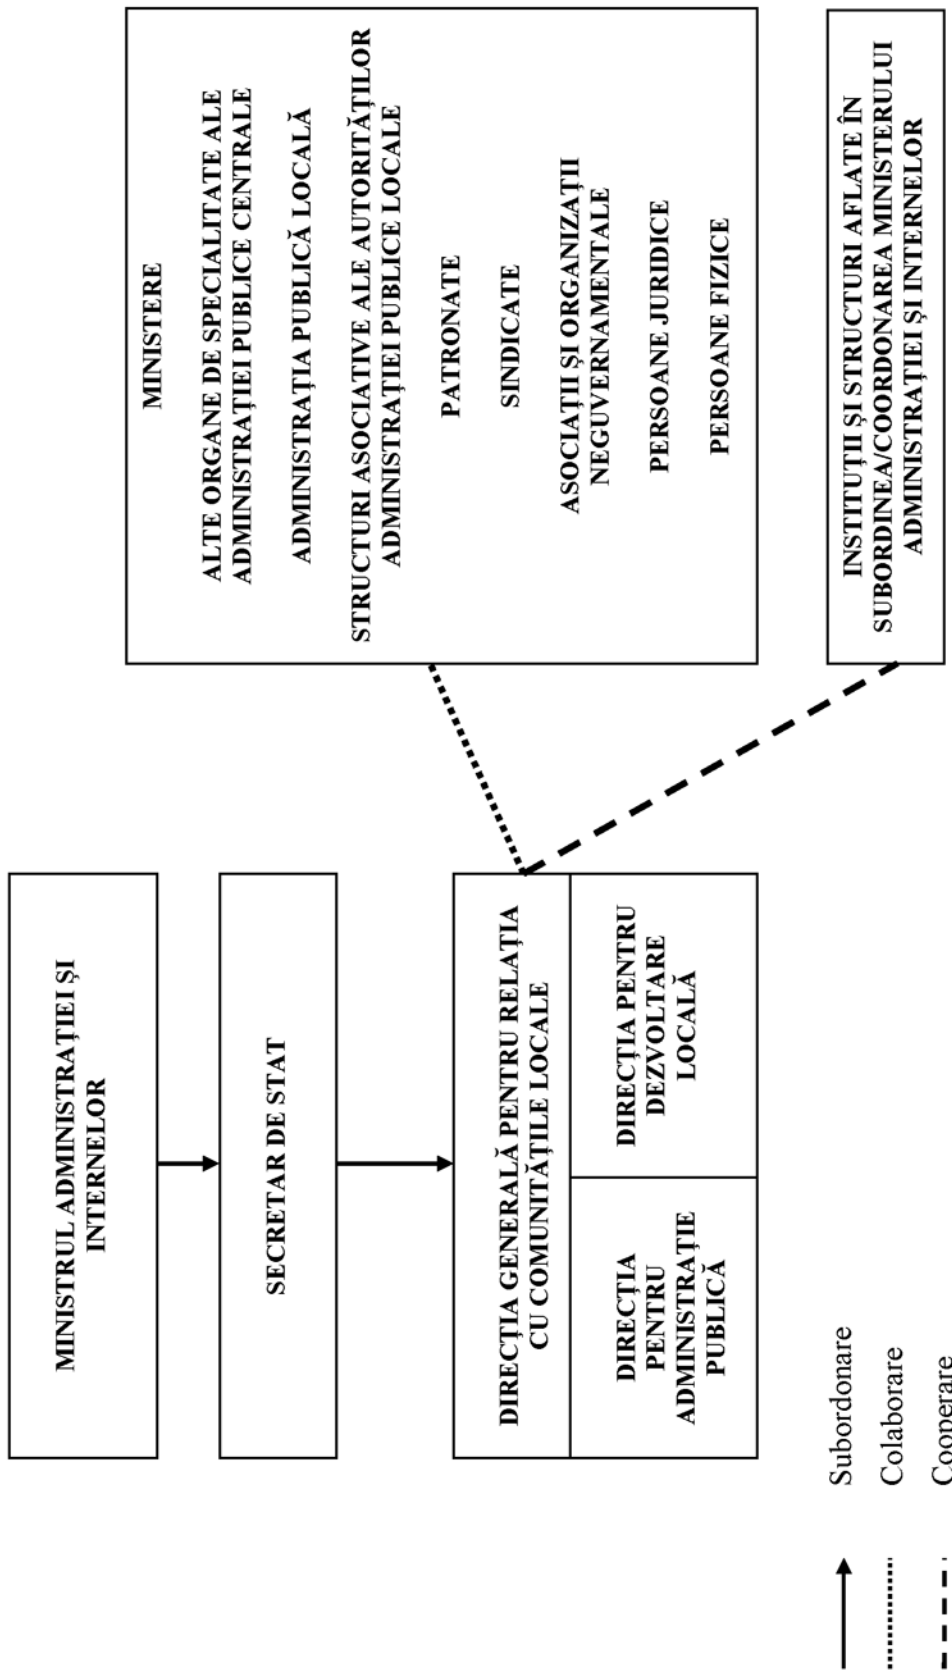 MINISTRUL ADMINISTRAȚIEI ȘI
INTERNELOR
SECRETAR DE STAT
DIRECȚIA GENERALĂ PENTRU RELAȚIA
CU COMUNITĂȚILE LOCALE
DIRECȚIA
PENTRU
ADMINISTRAȚIE
PUBLICĂ
DIRECȚIA PENTRU
DEZVOLTARE
LOCALĂ
MINISTERE
ALTE ORGANE DE SPECIALITATE ALE
ADMINISTRAȚIEI PUBLICE CENTRALE
ADMINISTRAȚIA PUBLICĂ LOCALĂ
STRUCTURI ASOCIATIVE ALE AUTORITĂȚILOR
ADMINISTRAȚIEI PUBLICE LOCALE
PATRONATE
SINDICATE
ASOCIAȚII ȘI ORGANIZAȚII
NEGUVERNAMENTALE
PERSOANE JURIDICE
PERSOANE FIZICE
INSTITUȚII ȘI STRUCTURI AFLATE ÎN
SUBORDINEA/COORDONAREA MINISTERULUI
ADMINISTRAȚIEI ȘI INTERNELOR
Subordonare
Colaborare
Cooperare